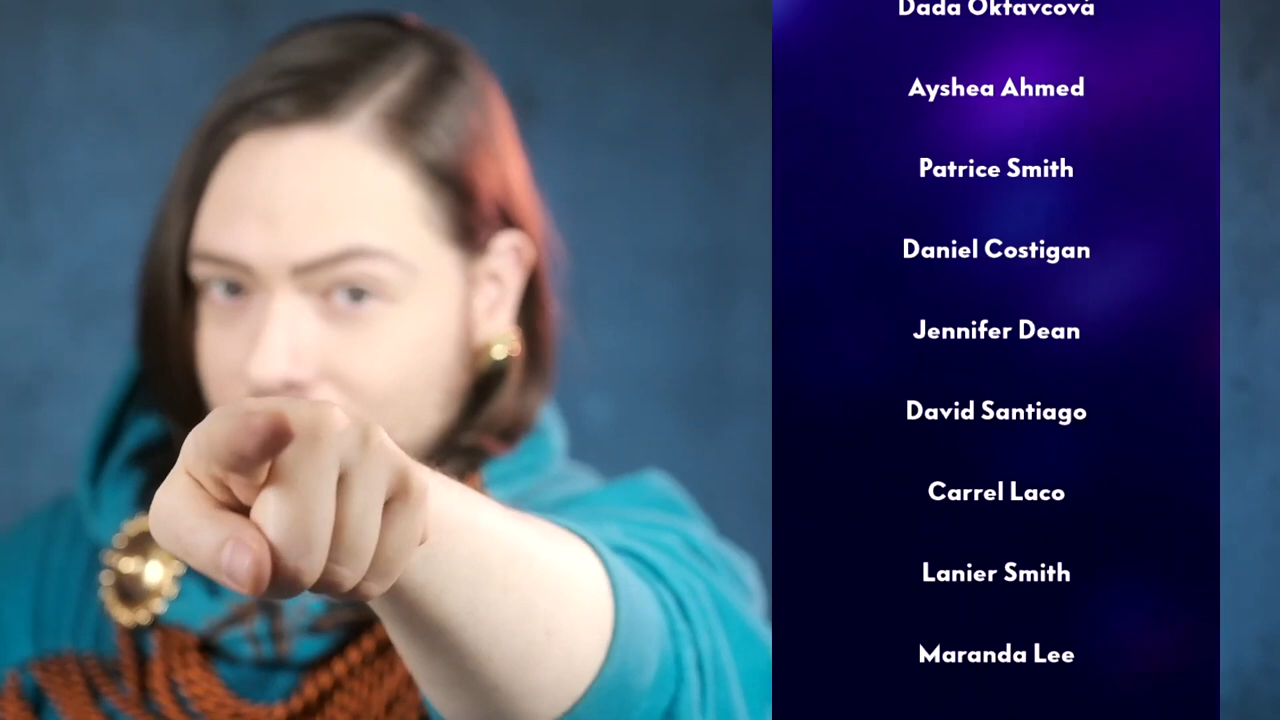 Dada Oktavcová
Ayshea Ahmed
Patrice Smith
Daniel Costigan
Jennifer Dean
David Santiago
Carrel Laco
Lanier Smith
Maranda Lee